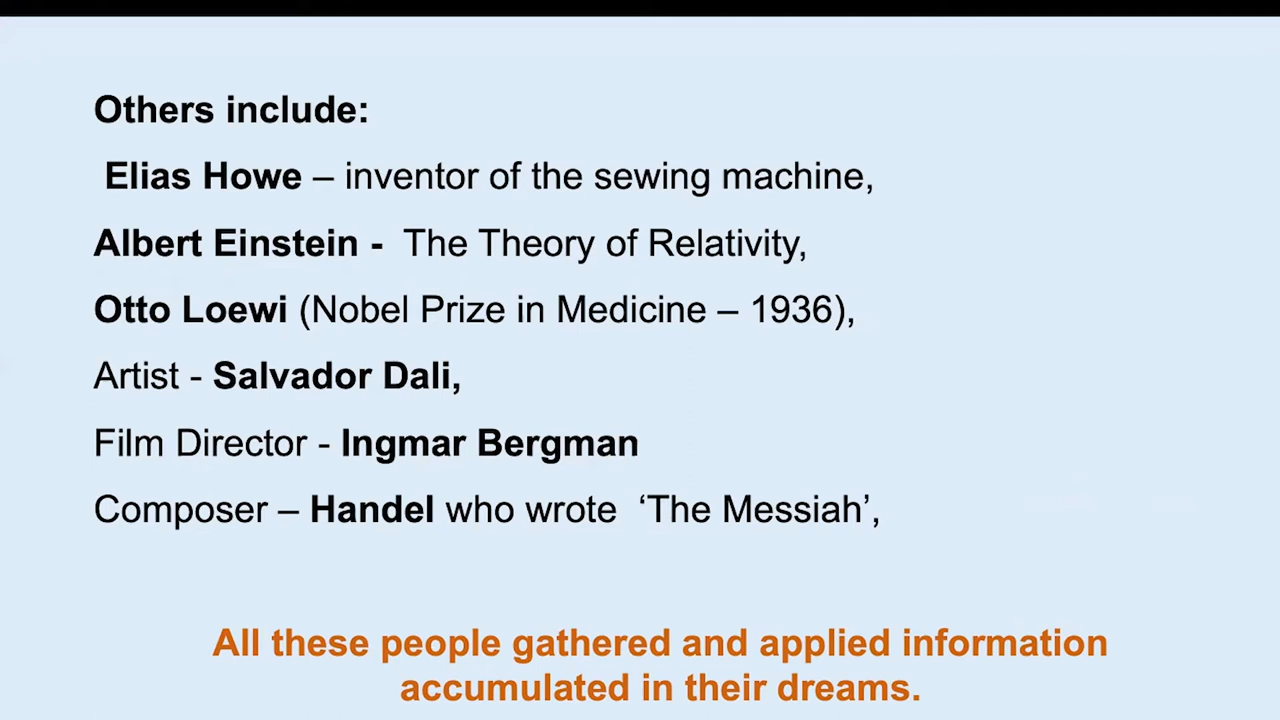 Others include:
Elias Howe – inventor of the sewing machine,
Albert Einstein - The Theory of Relativity,
Otto Loewi (Nobel Prize in Medicine – 1936),
Artist - Salvador Dali,
Film Director - Ingmar Bergman
Composer – Handel who wrote ‘The Messiah’,
All these people gathered and applied information
accumulated in their dreams.